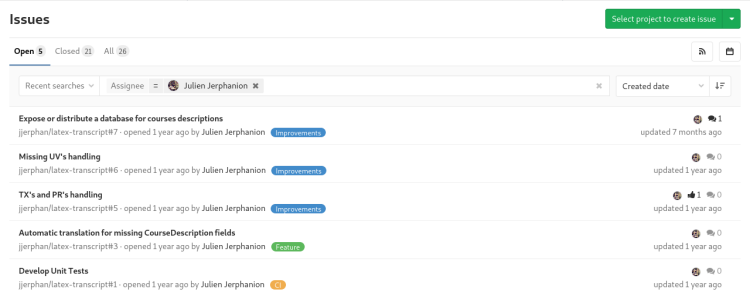 Issues
Select project to create issue
Open 5 Closed 21 All 26
Recent searches Assignee = Julien Jerphanion Created date
Expose or distribute a database for courses descriptions 1
jjerphan/latex-transcript#7 · opened 1 year ago by Julien Jerphanion Improvements updated 7 months ago
Missing UV's handling 0
jjerphan/latex-transcript#6 · opened 1 year ago by Julien Jerphanion Improvements updated 1 year ago
TX's and PR's handling 1 0
jjerphan/latex-transcript#5 · opened 1 year ago by Julien Jerphanion Improvements updated 1 year ago
Automatic translation for missing CourseDescription fields 0
jjerphan/latex-transcript#3 · opened 1 year ago by Julien Jerphanion Feature updated 1 year ago
Develop Unit Tests 0
jjerphan/latex-transcript#1 · opened 1 year ago by Julien Jerphanion CI updated 1 year ago